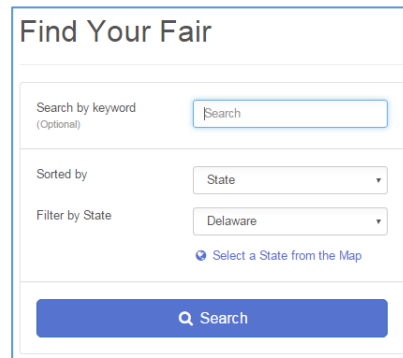 Find Your Fair
Search by keyword
(Optional)
Search
Sorted by
State
Filter by State
Delaware
Select a State from the Map
Search